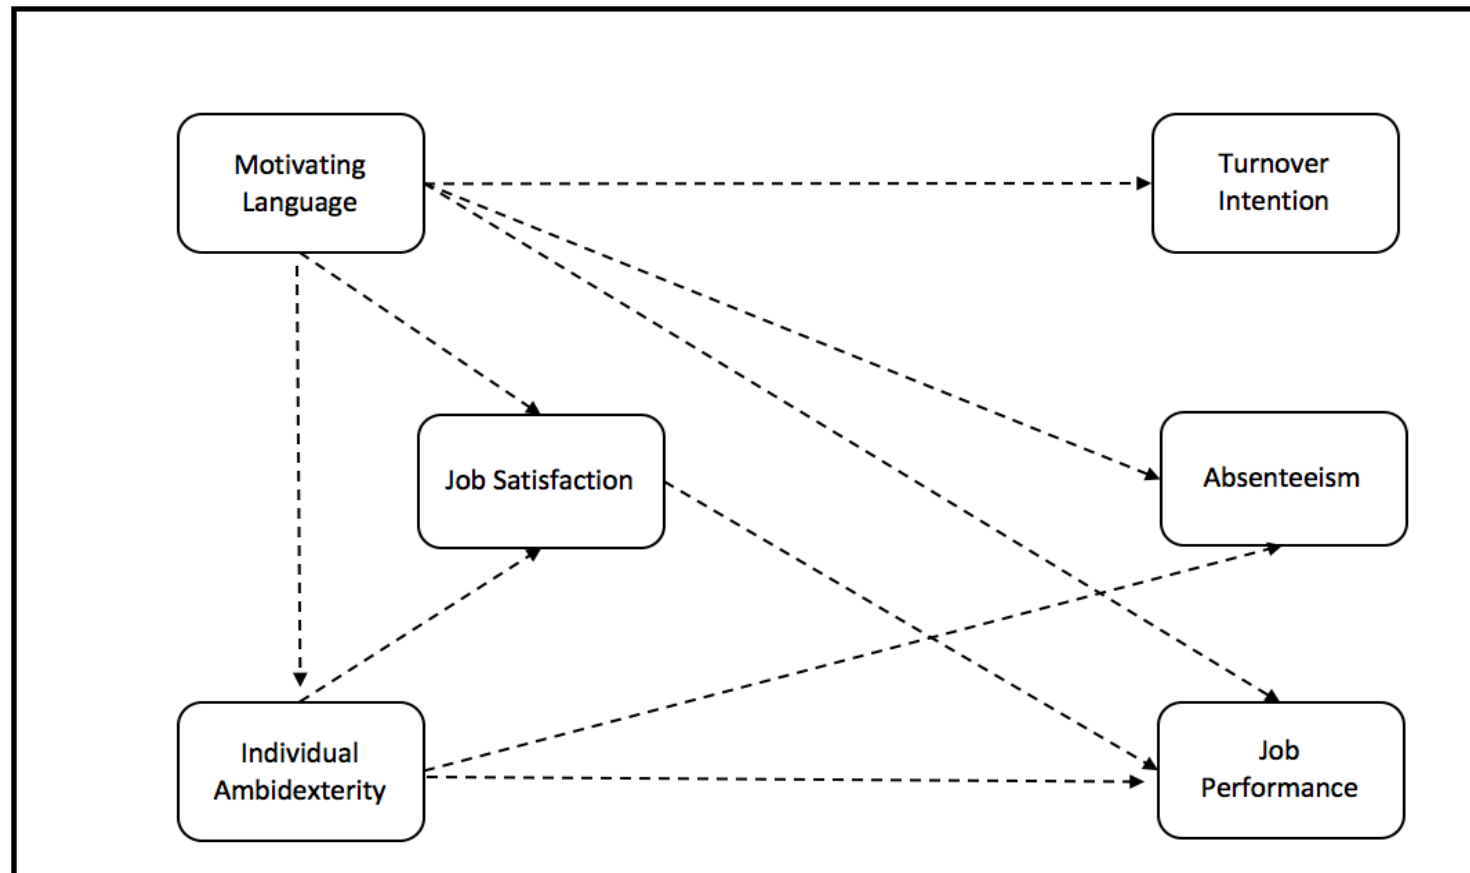 Motivating
Language
Turnover
Intention
Job Satisfaction
Absenteeism
Individual
Ambidexterity
Job
Performance